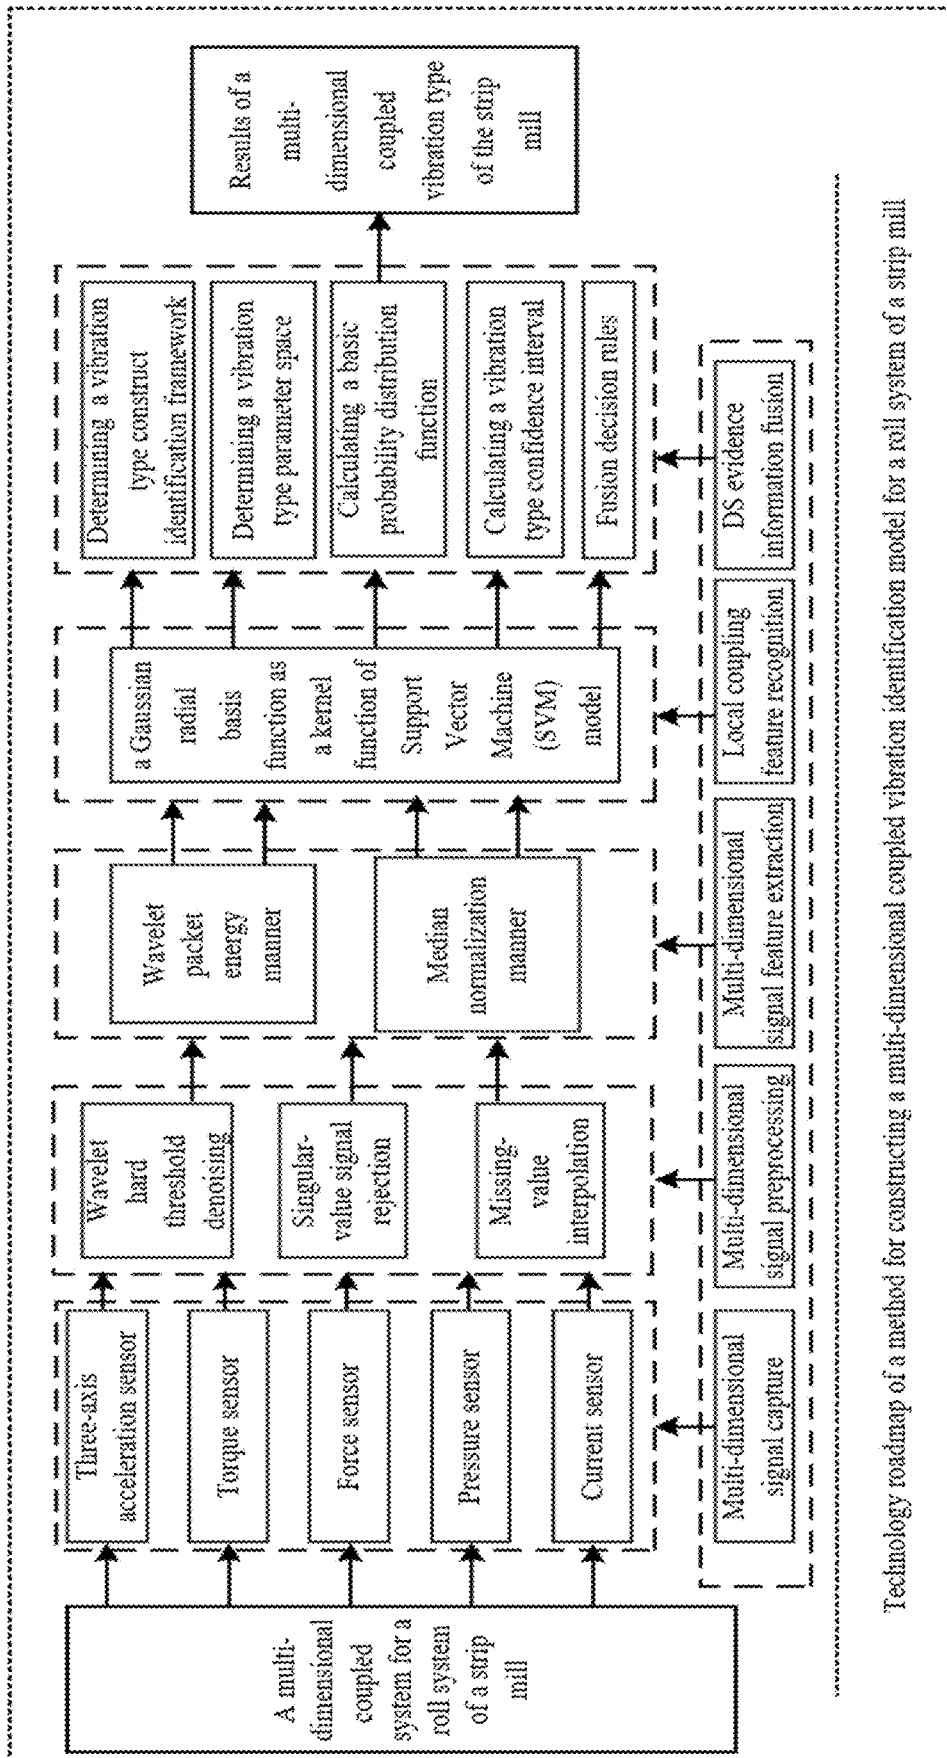 A multi-
dimensional
coupled
system for a
roll system
of a strip
mill
Three-axis
acceleration sensor
Torque sensor
Force sensor
Pressure sensor
Current sensor
Wavelet
hard
threshold
denoising
Singular-
value signal
rejection
Missing-
value
interpolation
Wavelet
packet
energy
manner
Median
normalization
manner
a Gaussian
radial
basis
function as
a kernel
function of
Support
Vector
Machine
(SVM)
model
Determining a vibration
type construct
identification framework
Determining a vibration
type parameter space
Calculating a basic
probability distribution
function
Calculating a vibration
type confidence interval
Fusion decision rules
Results of a
multi-
dimensional
coupled
vibration type
of the strip
mill
Multi-dimensional
signal capture
Multi-dimensional
signal preprocessing
Multi-dimensional
signal feature extraction
Local coupling
feature recognition
DS evidence
information fusion
Technology roadmap of a method for constructing a multi-dimensional coupled vibration identification model for a roll system of a strip mill